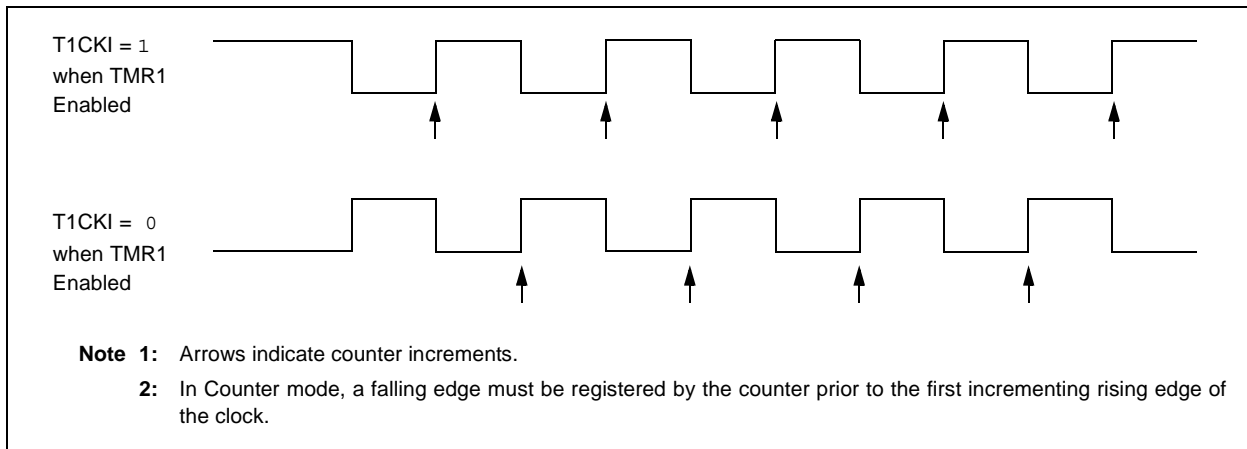 T1CKI = 1
when TMR1
Enabled
T1CKI = 0
when TMR1
Enabled
Note 1: Arrows indicate counter increments.
2: In Counter mode, a falling edge must be registered by the counter prior to the first incrementing rising edge of
the clock.